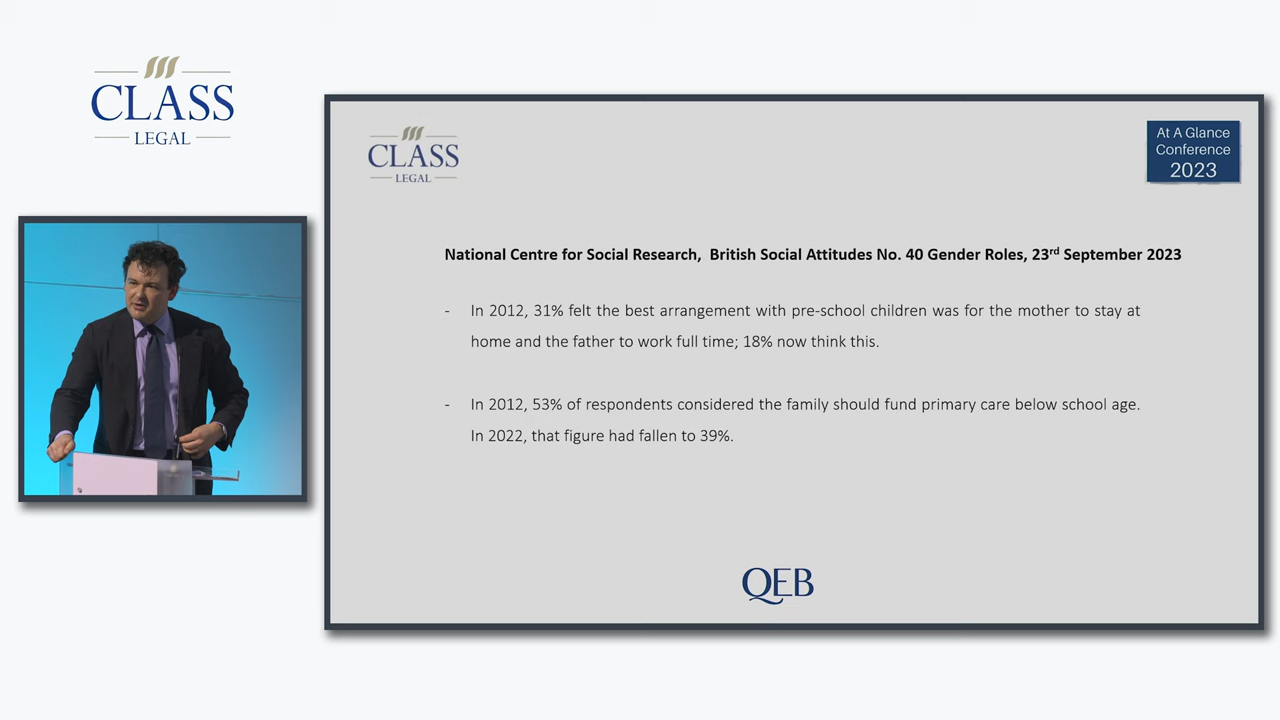 CLASS
LEGAL
CLASS
LEGAL
At A Glance
Conference
2023
National Centre for Social Research, British Social Attitudes No. 40 Gender Roles, 23rd September 2023
- In 2012, 31% felt the best arrangement with pre-school children was for the mother to stay at
home and the father to work full time; 18% now think this.
- In 2012, 53% of respondents considered the family should fund primary care below school age.
In 2022, that figure had fallen to 39%.
QEB